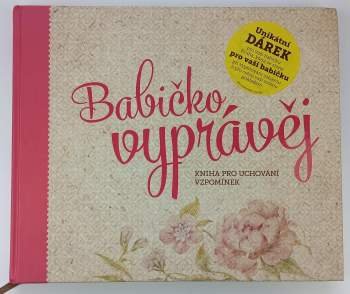 Unikátní
DÁREK
pro vaši babičku
Babičko,
vyprávěj
KNIHA PRO UCHOVÁNÍ
VZPOMÍNEK